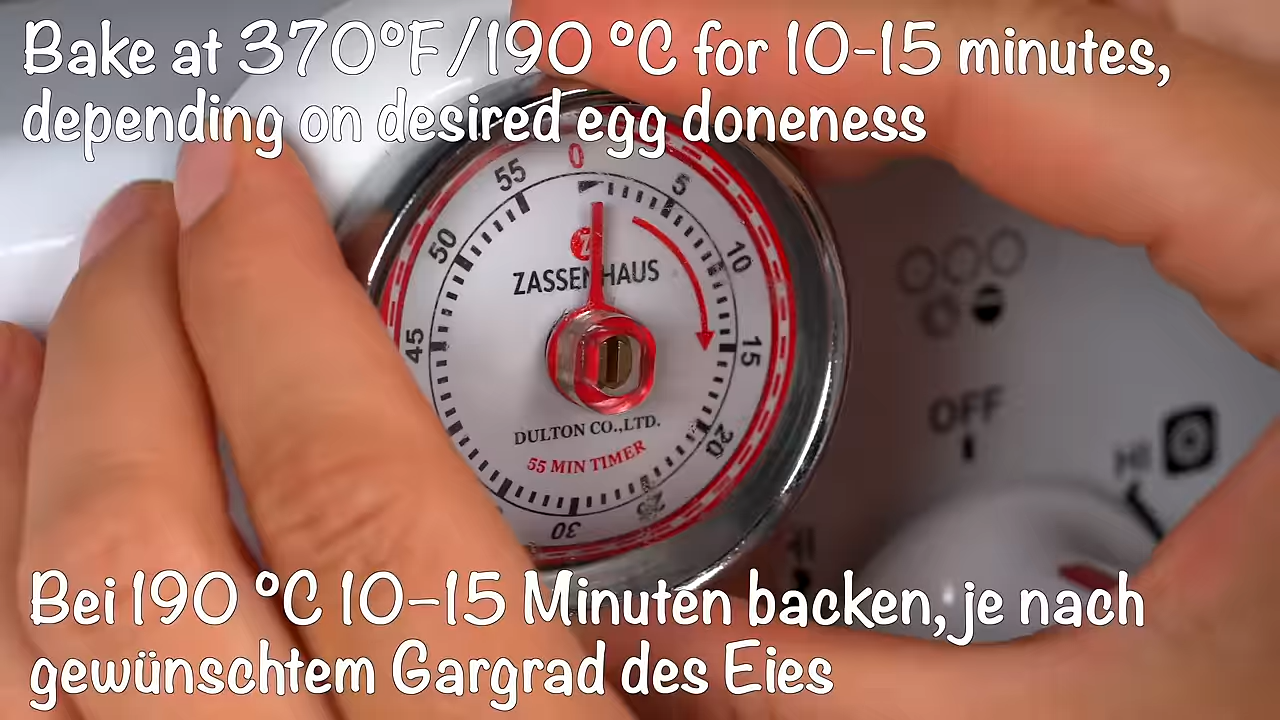 Bake at 370°F/190 °C for 10-15 minutes,
depending on desired egg doneness
0
55
5
50
10
ZASSENHAUS
45
15
OFF
DULTON CO.,LTD.
20
HI
55 MIN TIMER
25
30
HI
Bei 190 °C 10–15 Minuten backen, je nach
gewünschtem Gargrad des Eies